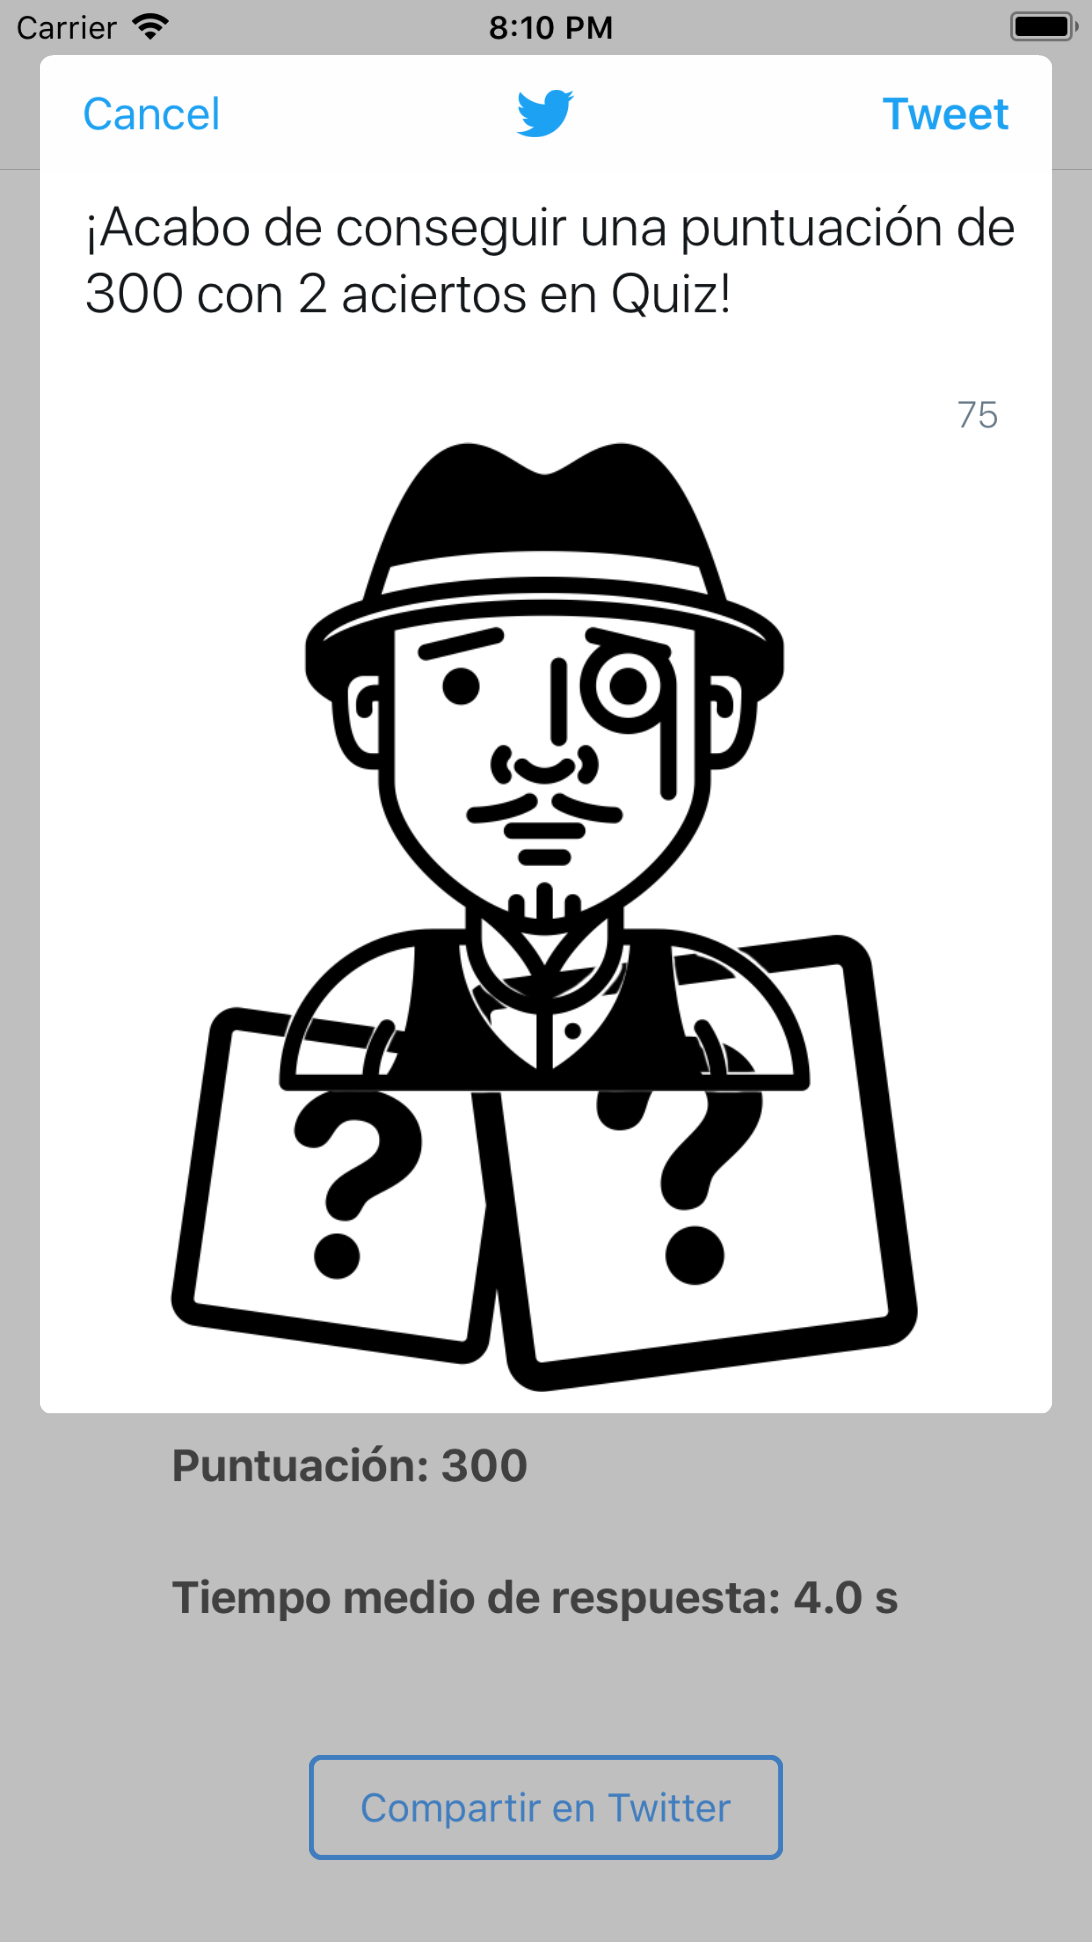 Carrier 8:10 PM
Cancel Tweet
¡Acabo de conseguir una puntuación de
300 con 2 aciertos en Quiz!
75
? ?
Puntuación: 300
Tiempo medio de respuesta: 4.0 s
Compartir en Twitter